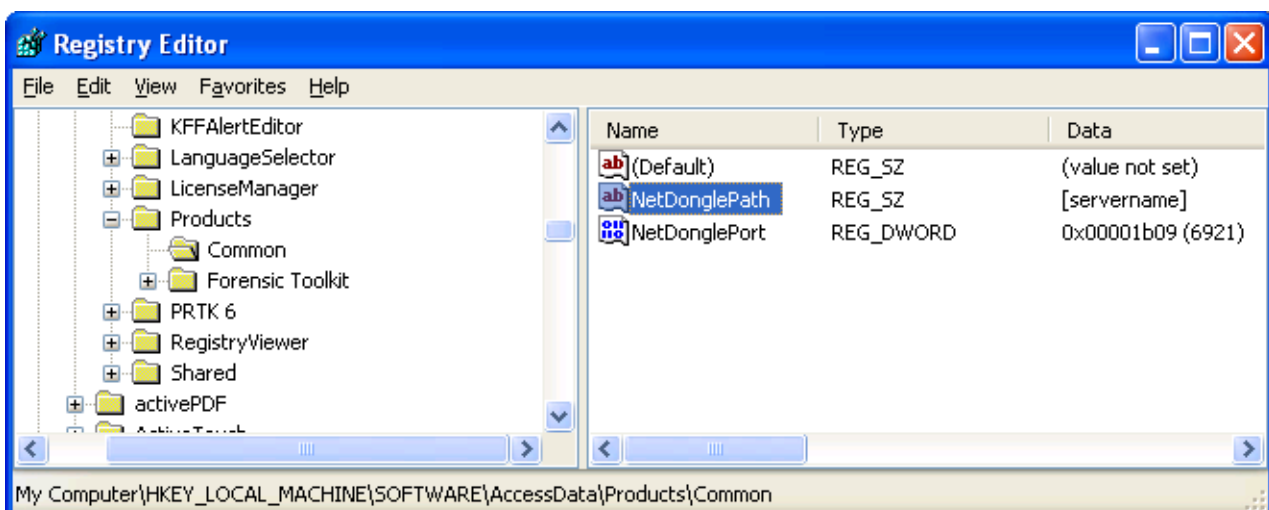 Registry Editor
File Edit View Favorites Help
KFFAlertEditor
LanguageSelector
LicenseManager
Products
Common
Forensic Toolkit
PRTK 6
RegistryViewer
Shared
activePDF
Name Type Data
ab (Default) REG_SZ (value not set)
ab NetDonglePath REG_SZ [servername]
NetDonglePort REG_DWORD 0x00001b09 (6921)
My Computer\HKEY_LOCAL_MACHINE\SOFTWARE\AccessData\Products\Common